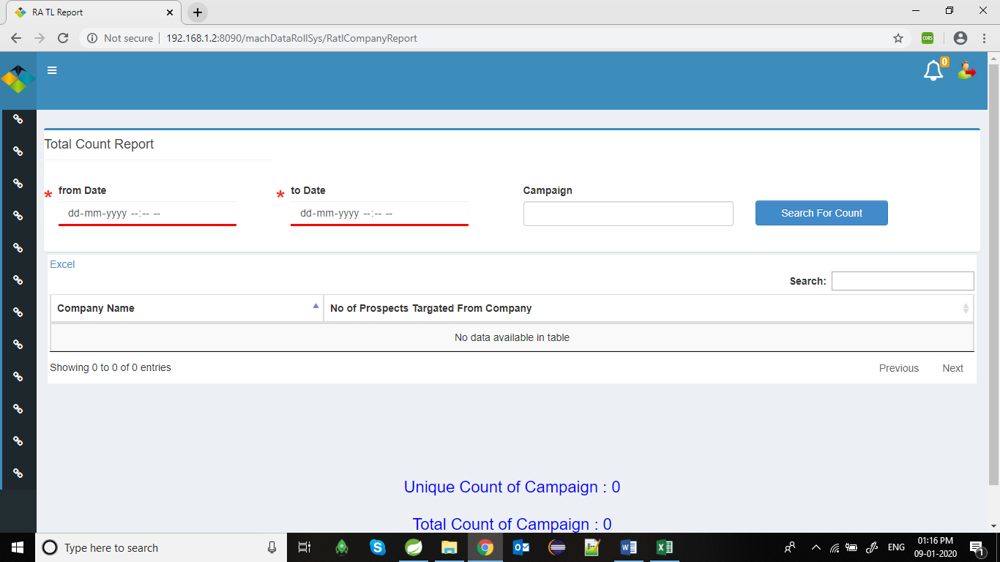 RA TL Report
Not secure
192.168.1.2:8090/machDataRollSys/RatlCompanyReport
CORS
0
Total Count Report
* from Date
* to Date
Campaign
dd-mm-yyyy --:-- --
dd-mm-yyyy --:-- --
Search For Count
Excel
Search:
Company Name
No of Prospects Targated From Company
No data available in table
Showing 0 to 0 of 0 entries
Previous
Next
Unique Count of Campaign : 0
Total Count of Campaign : 0
Type here to search
ENG
01:16 PM
09-01-2020
1